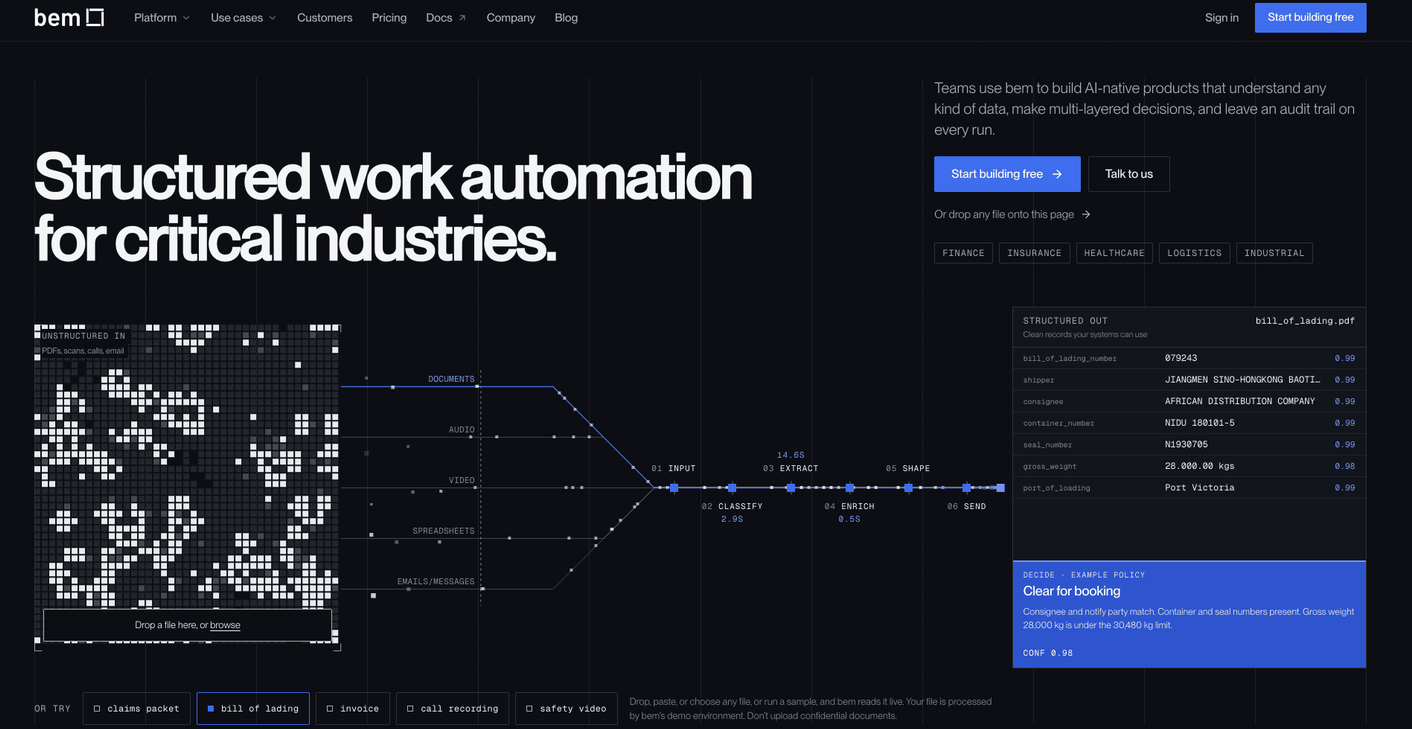 bem
Platform
Use cases
Customers
Pricing
Docs
Company
Blog
Sign in
Start building free
Structured work automation
for critical industries.
Teams use bem to build AI-native products that understand any
kind of data, make multi-layered decisions, and leave an audit trail on
every run.
Start building free →
Talk to us
Or drop any file onto this page →
FINANCE
INSURANCE
HEALTHCARE
LOGISTICS
INDUSTRIAL
UNSTRUCTURED IN
PDFs, scans, calls, email
Drop a file here, or browse
DOCUMENTS
AUDIO
VIDEO
SPREADSHEETS
EMAILS/MESSAGES
01 INPUT
02 CLASSIFY
2.9S
14.6S
03 EXTRACT
04 ENRICH
0.5S
05 SHAPE
06 SEND
STRUCTURED OUT
bill_of_lading.pdf
Clean records your systems can use
bill_of_lading_number 079243 0.99
shipper JIANGMEN SINO-HONGKONG BAOTI… 0.99
consignee AFRICAN DISTRIBUTION COMPANY 0.99
container_number NIDU 180101-5 0.99
seal_number N1930705 0.99
gross_weight 28.000.00 kgs 0.98
port_of_loading Port Victoria 0.99
DECIDE · EXAMPLE POLICY
Clear for booking
Consignee and notify party match. Container and seal numbers present. Gross weight
28,000 kg is under the 30,480 kg limit.
CONF 0.98
OR TRY
claims packet
bill of lading
invoice
call recording
safety video
Drop, paste, or choose any file, or run a sample, and bem reads it live. Your file is processed
by bem's demo environment. Don't upload confidential documents.